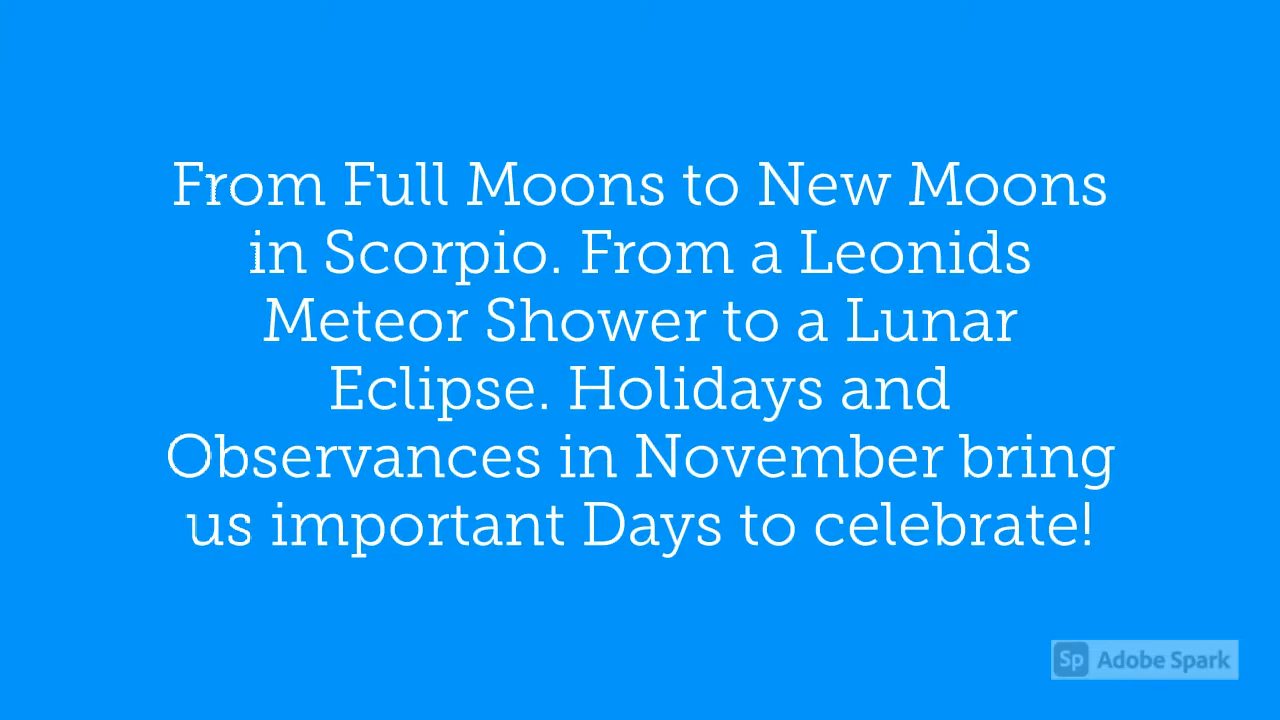 From Full Moons to New Moons
in Scorpio. From a Leonids
Meteor Shower to a Lunar
Eclipse. Holidays and
Observances in November bring
us important Days to celebrate!
Sp Adobe Spark